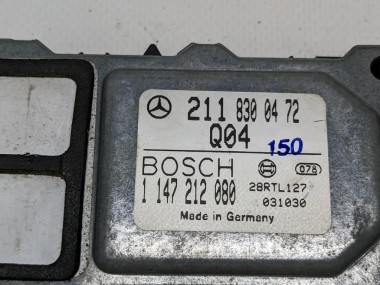 211 830 04 72
Q04
150
BOSCH
078
1 147 212 080
28RTL127
031030
Made in Germany